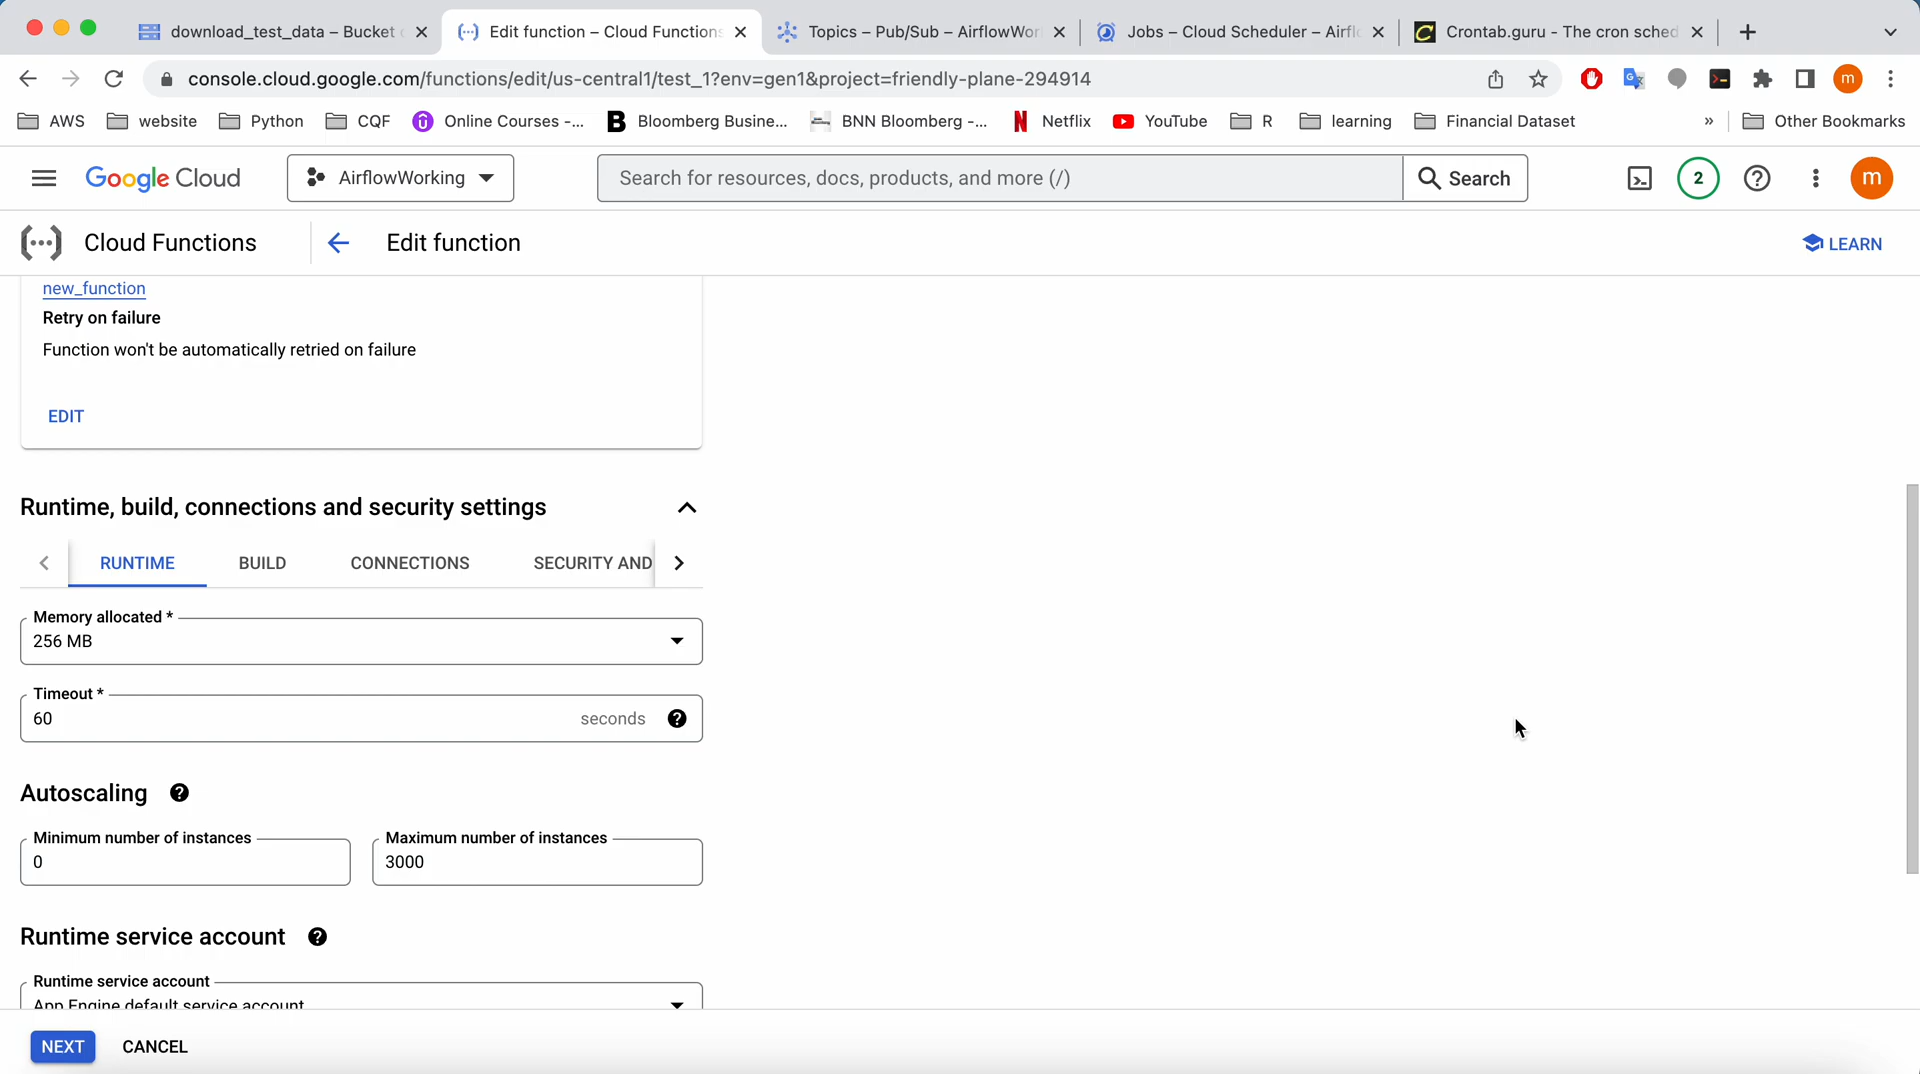 download_test_data – Bucket
Edit function – Cloud Functions
Topics – Pub/Sub – AirflowWor
Jobs – Cloud Scheduler – Airfl
Crontab.guru - The cron sched
console.cloud.google.com/functions/edit/us-central1/test_1?env=gen1&project=friendly-plane-294914
m
AWS
website
Python
CQF
Online Courses -...
Bloomberg Busine...
BNN Bloomberg -...
Netflix
YouTube
R
learning
Financial Dataset
»
Other Bookmarks
Google Cloud
AirflowWorking
Search for resources, docs, products, and more (/)
Search
2
m
Cloud Functions
Edit function
LEARN
new_function
Retry on failure
Function won't be automatically retried on failure
EDIT
Runtime, build, connections and security settings
RUNTIME
BUILD
CONNECTIONS
SECURITY AND
Memory allocated *
256 MB
Timeout *
60
seconds
Autoscaling
Minimum number of instances
0
Maximum number of instances
3000
Runtime service account
Runtime service account
App Engine default service account
NEXT
CANCEL